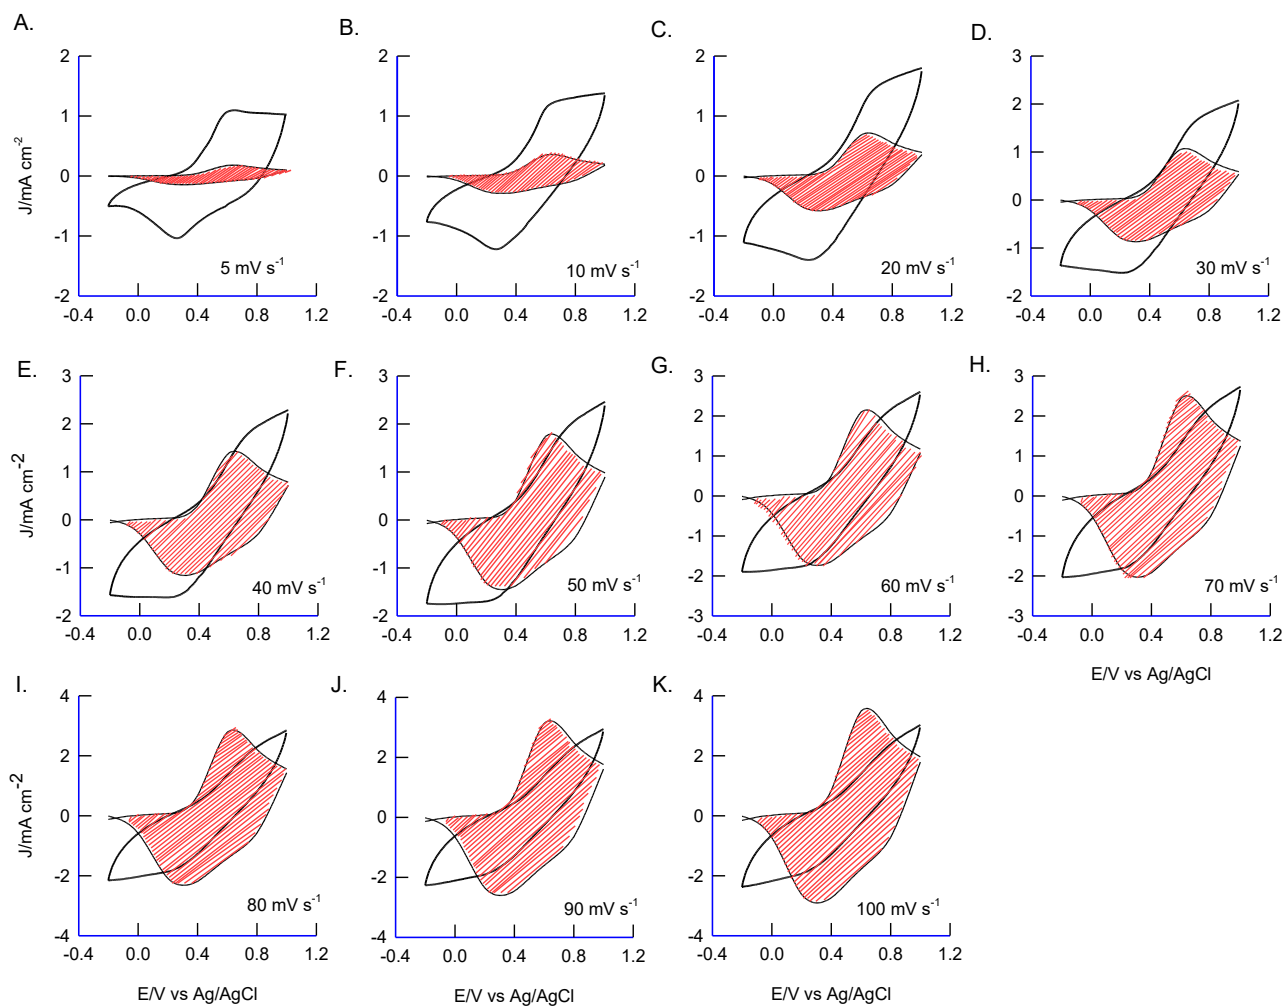 A.
B.
C.
D.
2
1
0
-1
-2
-0.4 0.0 0.4 0.8 1.2
J/mA cm-2
5 mV s-1
2
1
0
-1
-2
-0.4 0.0 0.4 0.8 1.2
10 mV s-1
2
1
0
-1
-2
-0.4 0.0 0.4 0.8 1.2
20 mV s-1
3
2
1
0
-1
-2
-0.4 0.0 0.4 0.8 1.2
30 mV s-1
E.
F.
G.
H.
3
2
1
0
-1
-2
-0.4 0.0 0.4 0.8 1.2
J/mA cm-2
40 mV s-1
3
2
1
0
-1
-2
-0.4 0.0 0.4 0.8 1.2
50 mV s-1
3
2
1
0
-1
-2
-3
-0.4 0.0 0.4 0.8 1.2
60 mV s-1
3
2
1
0
-1
-2
-3
-0.4 0.0 0.4 0.8 1.2
70 mV s-1
E/V vs Ag/AgCl
I.
J.
K.
4
2
0
-2
-4
-0.4 0.0 0.4 0.8 1.2
J/mA cm-2
80 mV s-1
E/V vs Ag/AgCl
4
2
0
-2
-4
-0.4 0.0 0.4 0.8 1.2
90 mV s-1
E/V vs Ag/AgCl
4
2
0
-2
-4
-0.4 0.0 0.4 0.8 1.2
100 mV s-1
E/V vs Ag/AgCl